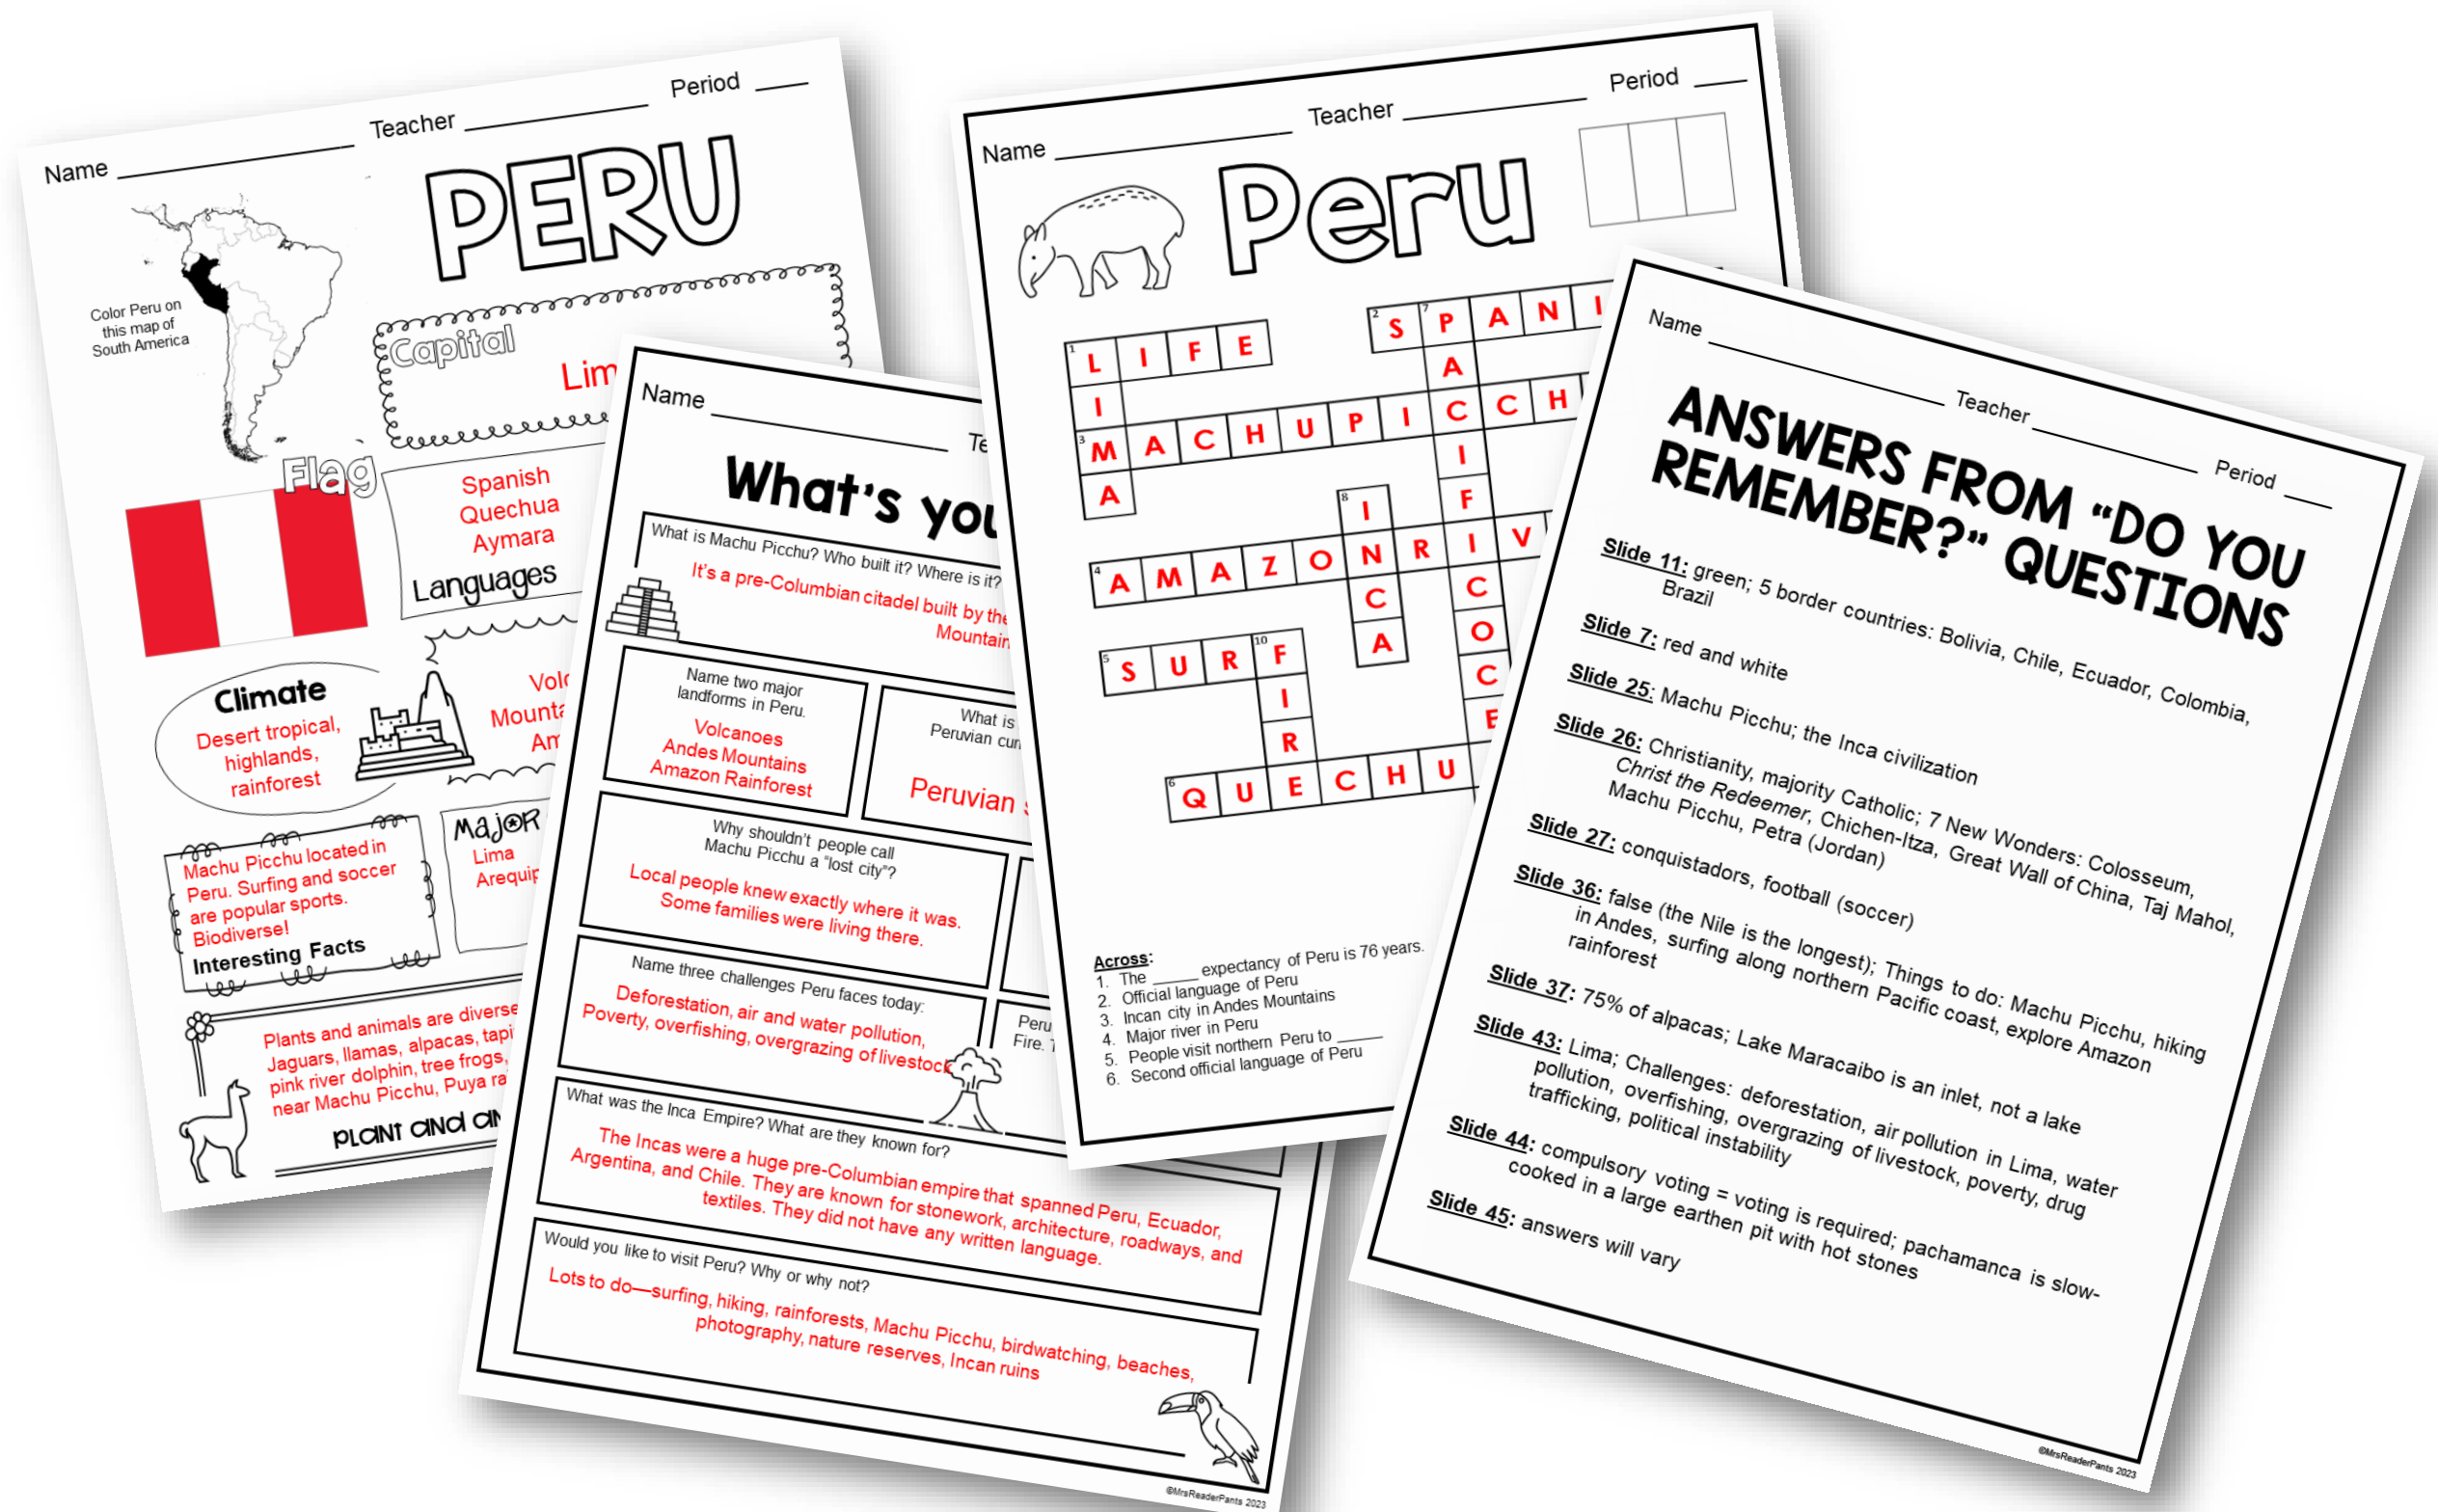 Name Teacher Period
PERU
Color Peru on
this map of
South America
Capital
Flag
Spanish
Quechua
Aymara
Languages
Climate
Desert tropical,
highlands,
rainforest
Machu Picchu located in
Peru. Surfing and soccer
are popular sports.
Biodiverse!
Interesting Facts
Major
Lima
Plants and animals are diverse
Jaguars, llamas, alpacas,
pink river dolphin, tree frogs,
near Machu Picchu, Puya
PLANT AND
Name
What's
What is Machu Picchu? Who built it? Where is it?
It's a pre-Columbian citadel built by the
Name two major
landforms in Peru.
Volcanoes
Andes Mountains
Amazon Rainforest
What is
Peruvian
Peruvian
Why shouldn't people call
Machu Picchu a "lost city"?
Local people knew exactly where it was.
Some families were living there.
Name three challenges Peru faces today:
Deforestation, air and water pollution,
Poverty, overfishing, overgrazing of livestock
Peru
Fire.
What was the Inca Empire? What are they known for?
The Incas were a huge pre-Columbian empire that spanned Peru, Ecuador,
Argentina, and Chile. They are known for stonework, architecture, roadways, and
textiles. They did not have any written language.
Would you like to visit Peru? Why or why not?
Lots to do—surfing, hiking, rainforests, Machu Picchu, birdwatching, beaches,
photography, nature reserves, Incan ruins
©MrsReaderPants 2023
Name Teacher Period
Peru
1 LIFE
2 SPANI
LIMA
3 MACHUPICCH
7 PACIFICOCE
8 INCA
4 AMAZONRIV
5 SURF
10 FIRE
6 QUECHU
Across:
1. The _____ expectancy of Peru is 76 years.
2. Official language of Peru
3. Incan city in Andes Mountains
4. Major river in Peru
5. People visit northern Peru to _____
6. Second official language of Peru
Name Teacher Period
ANSWERS FROM "DO YOU
REMEMBER?" QUESTIONS
Slide 11: green; 5 border countries: Bolivia, Chile, Ecuador, Colombia,
Brazil
Slide 7: red and white
Slide 25: Machu Picchu; the Inca civilization
Slide 26: Christianity, majority Catholic; 7 New Wonders: Colosseum,
Christ the Redeemer, Chichen-Itza, Great Wall of China, Taj Mahol,
Machu Picchu, Petra (Jordan)
Slide 27: conquistadors, football (soccer)
Slide 36: false (the Nile is the longest); Things to do: Machu Picchu, hiking
in Andes, surfing along northern Pacific coast, explore Amazon
rainforest
Slide 37: 75% of alpacas; Lake Maracaibo is an inlet, not a lake
Slide 43: Lima; Challenges: deforestation, air pollution in Lima, water
pollution, overfishing, overgrazing of livestock, poverty, drug
trafficking, political instability
Slide 44: compulsory voting = voting is required; pachamanca is slow-
cooked in a large earthen pit with hot stones
Slide 45: answers will vary
©MrsReaderPants 2023